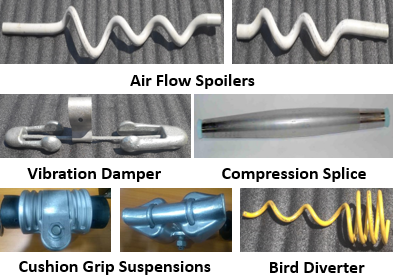 Air Flow Spoilers
Vibration Damper
Compression Splice
Cushion Grip Suspensions
Bird Diverter